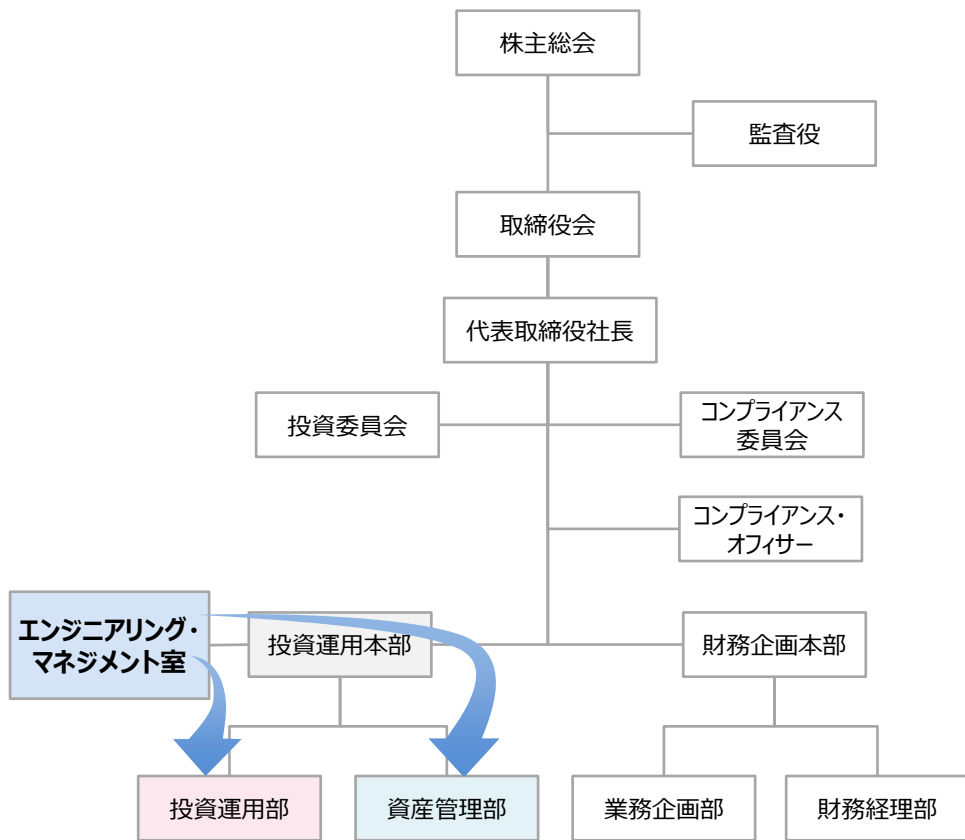 株主総会
監査役
取締役会
代表取締役社長
投資委員会
コンプライアンス
委員会
コンプライアンス・
オフィサー
エンジニアリング・
マネジメント室
投資運用本部
財務企画本部
投資運用部
資産管理部
業務企画部
財務経理部